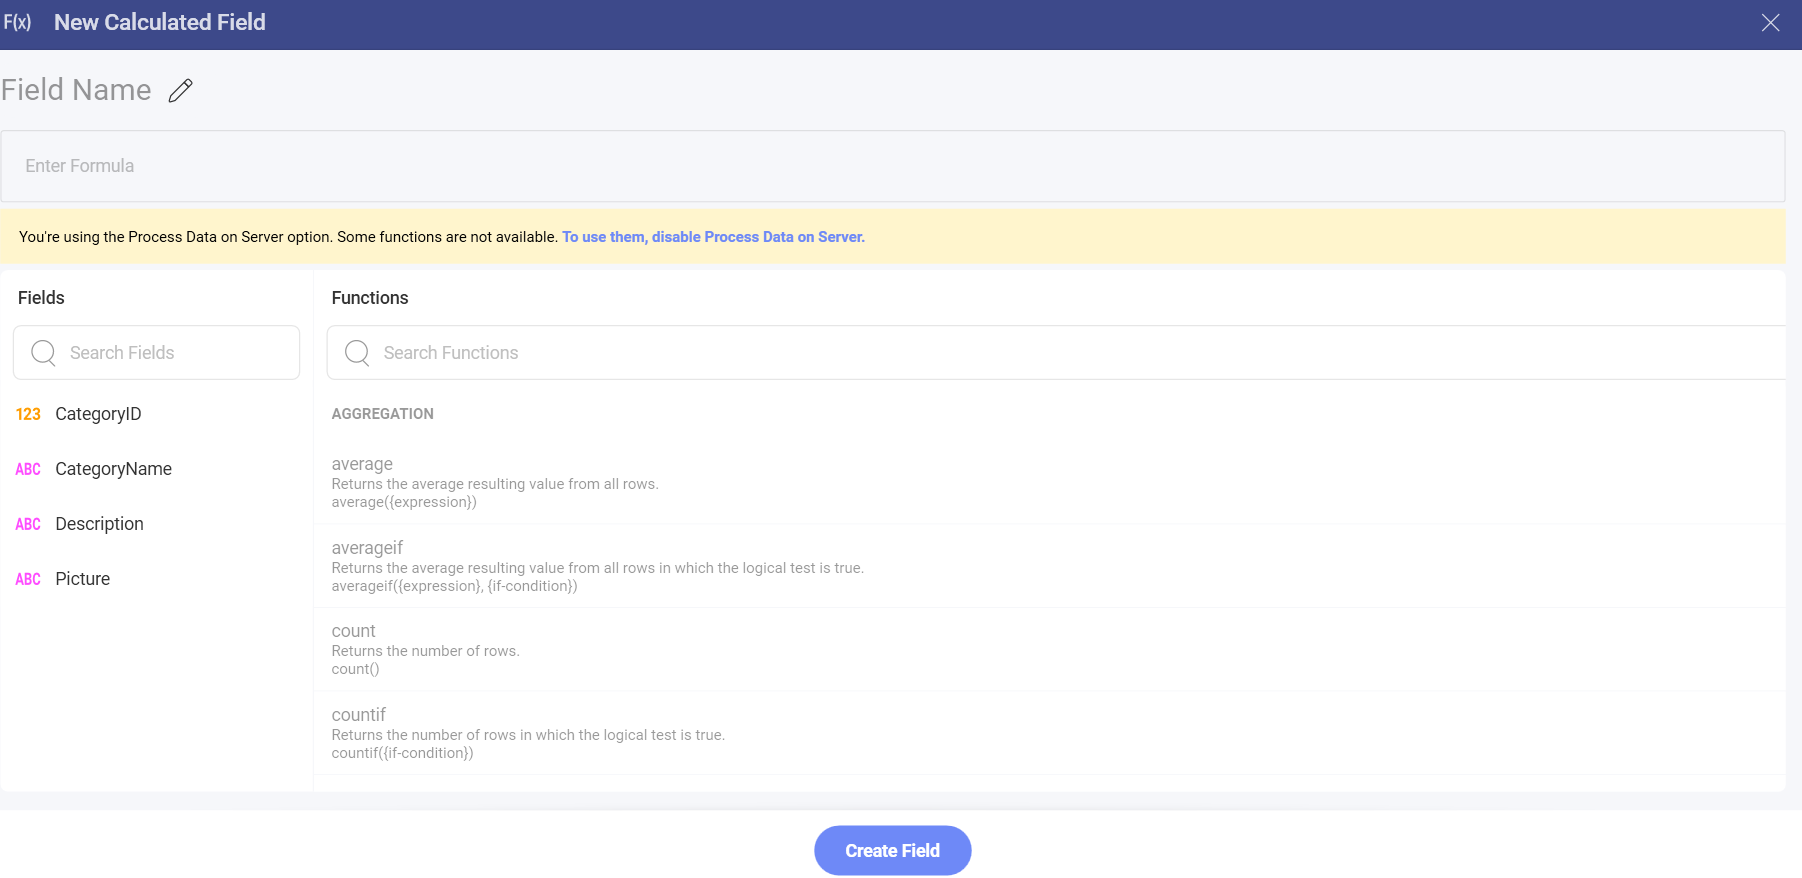 F(x) New Calculated Field
Field Name
Enter Formula
You're using the Process Data on Server option. Some functions are not available. To use them, disable Process Data on Server.
Fields
Search Fields
123 CategoryID
ABC CategoryName
ABC Description
ABC Picture
Functions
Search Functions
AGGREGATION
average
Returns the average resulting value from all rows.
average({expression})
averageif
Returns the average resulting value from all rows in which the logical test is true.
averageif({expression}, {if-condition})
count
Returns the number of rows.
count()
countif
Returns the number of rows in which the logical test is true.
countif({if-condition})
Create Field